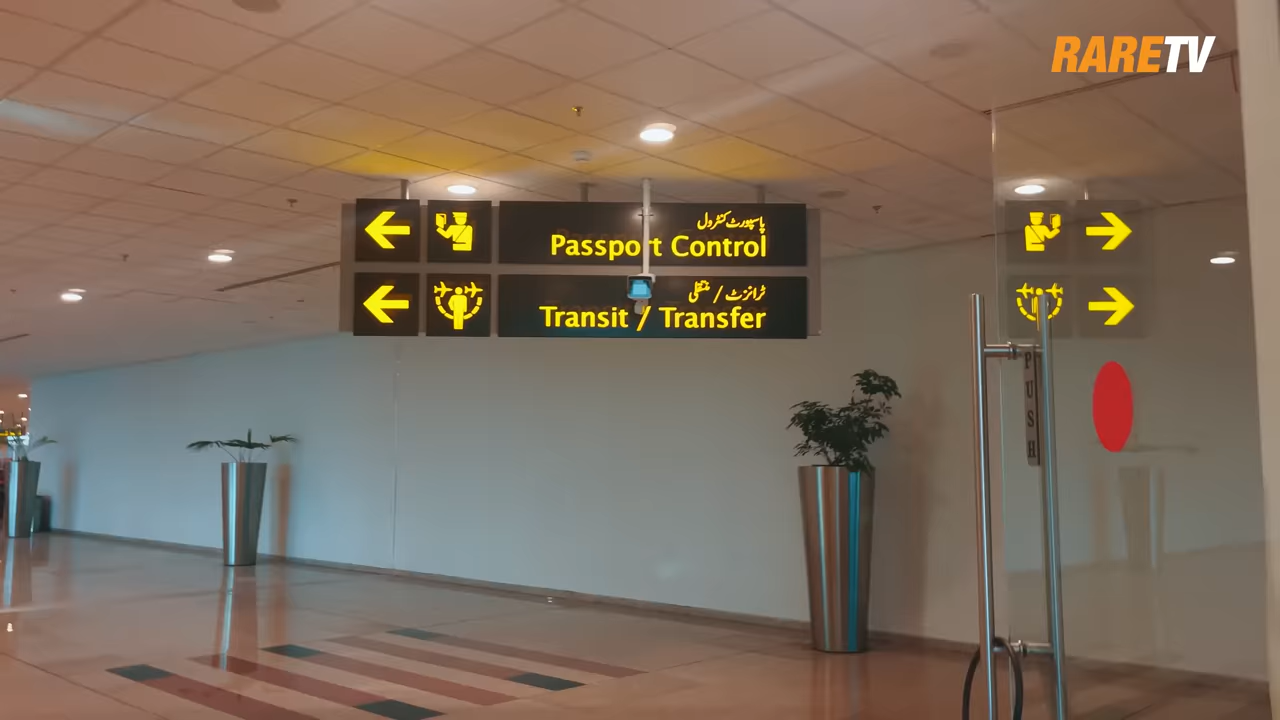 RARETV
پاسپورٹ کنٹرول
Passport Control
ٹرانزٹ / منتقلی
Transit / Transfer
PUSH